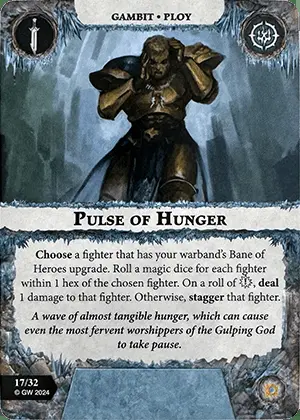 GAMBIT • PLOY
PULSE OF HUNGER
Choose a fighter that has your warband's Bane of
Heroes upgrade. Roll a magic dice for each fighter
within 1 hex of the chosen fighter. On a roll of , deal
1 damage to that fighter. Otherwise, stagger that fighter.
A wave of almost tangible hunger, which can cause
even the most fervent worshippers of the Gulping God
to take pause.
17/32
© GW 2024